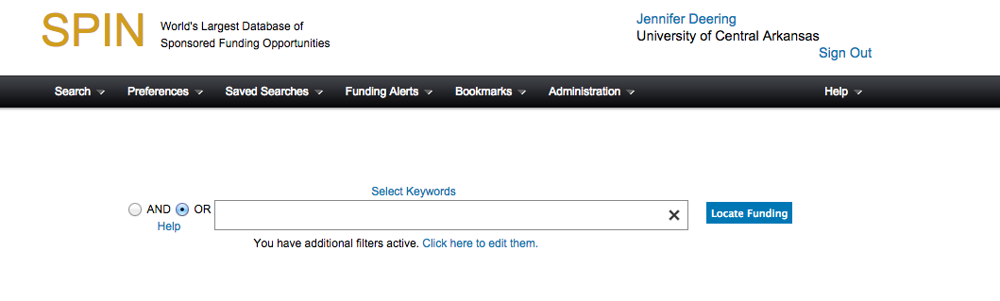 SPIN
World's Largest Database of
Sponsored Funding Opportunities
Jennifer Deering
University of Central Arkansas
Sign Out
Search Preferences Saved Searches Funding Alerts Bookmarks Administration Help
Select Keywords
AND OR
Locate Funding
Help
You have additional filters active. Click here to edit them.